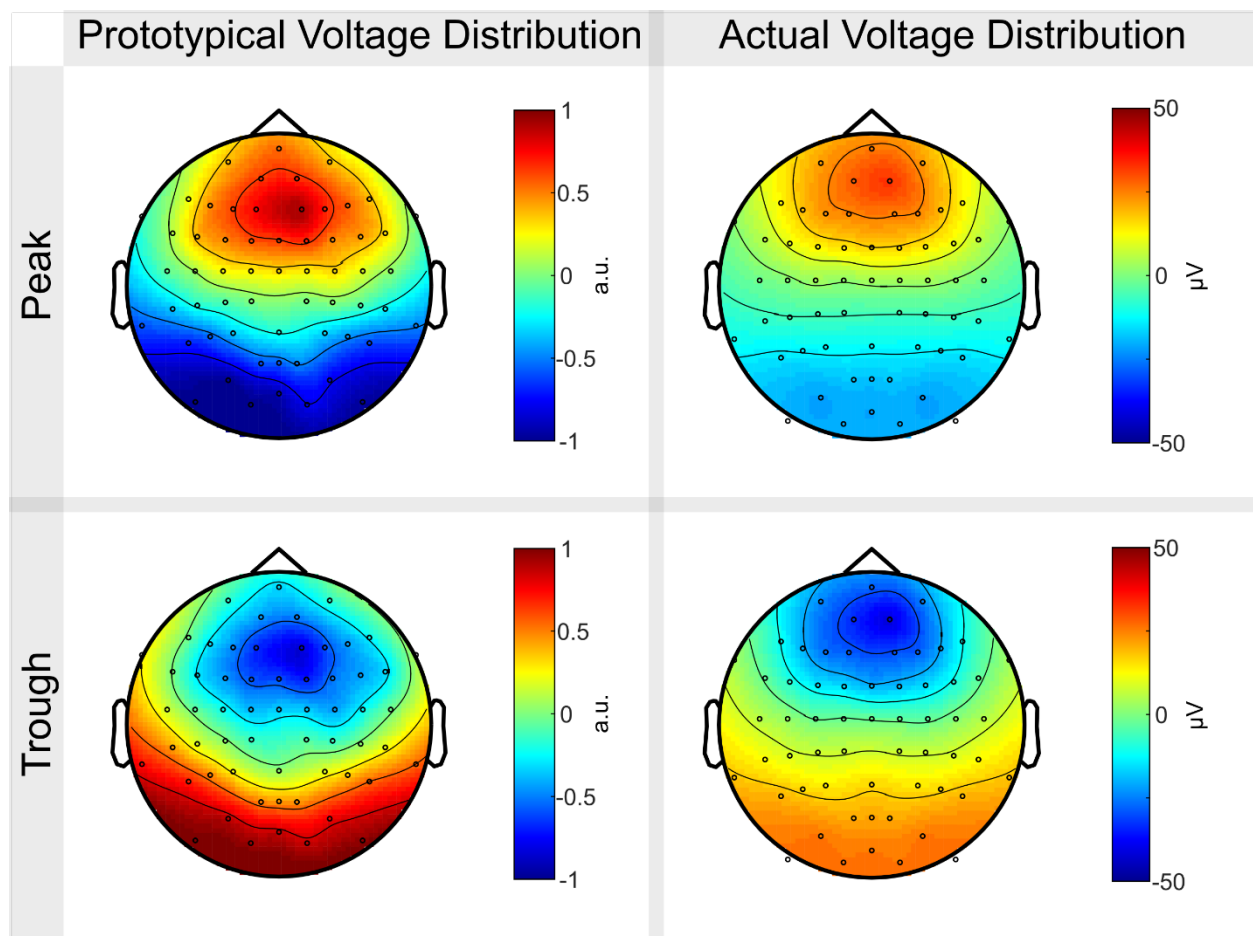 Prototypical Voltage Distribution
Actual Voltage Distribution
Peak
1
0.5
0
-0.5
-1
a.u.
50
0
-50
µV
Trough
1
0.5
0
-0.5
-1
a.u.
50
0
-50
µV